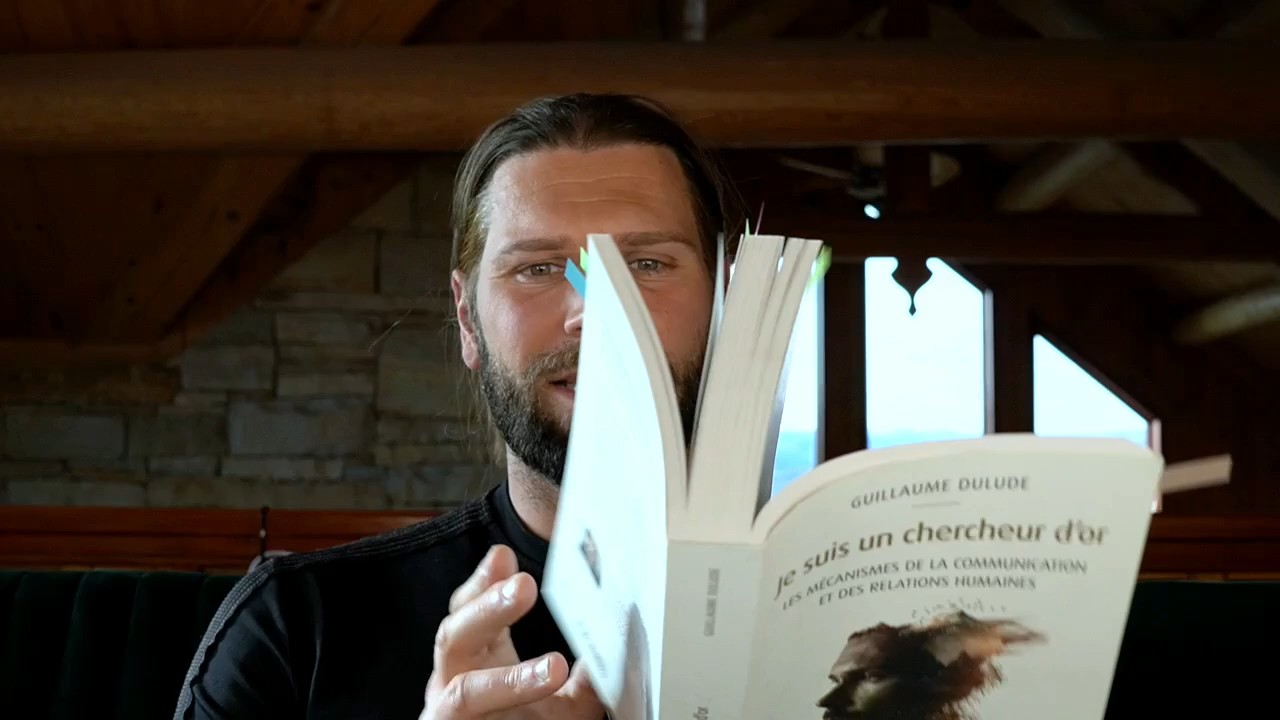 GUILLAUME DULUDE
Je suis un chercheur d'or
LES MÉCANISMES DE LA COMMUNICATION
ET DES RELATIONS HUMAINES
GUILLAUME DULUDE